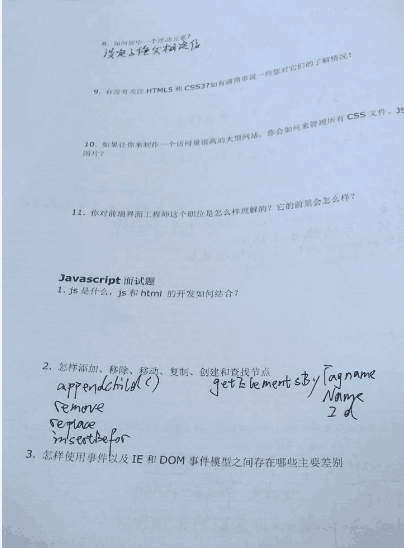 8. 如何居中一个浮动元素?
设定子绝父相定位
9. 有没有关注 HTML5 和 CSS3?如有请简单说一些您对它们的了解情况!
10. 如果让你来制作一个访问量很高的大型网站，你会如何来管理所有 CSS 文件、JS
图片?
11. 你对前端界面工程师这个职位是怎么样理解的? 它的前景会怎么样?
Javascript 面试题
1. js 是什么，js 和 html 的开发如何结合?
2. 怎样添加、移除、移动、复制、创建和查找节点
appendchild() getElementsBy Tagname
remove Name
replace Id
insertbefor
3. 怎样使用事件以及 IE 和 DOM 事件模型之间存在哪些主要差别